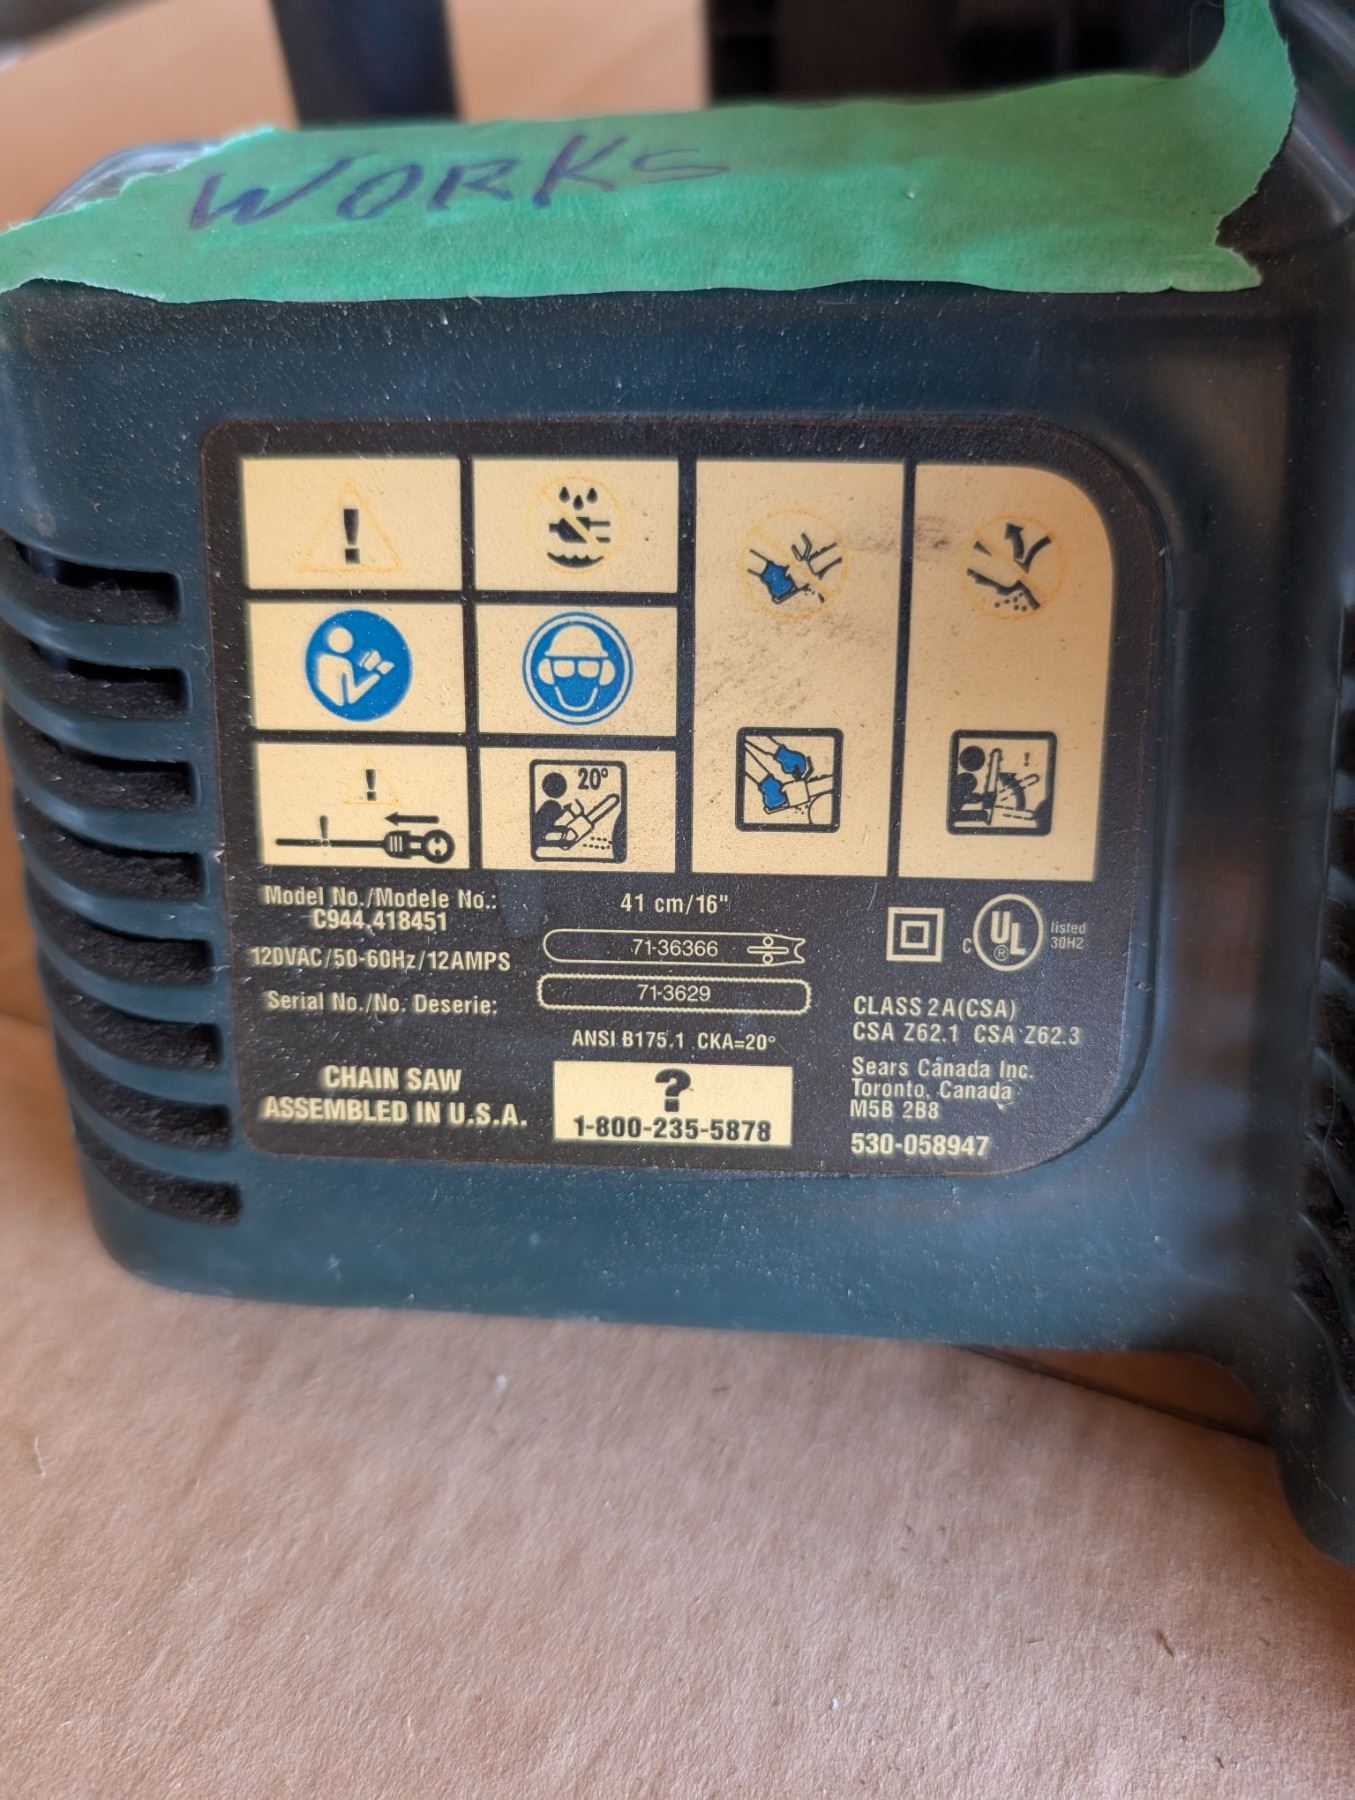 WORKS
!
!
20°
!
!
Model No./Modele No.:
C944.418451
120VAC/50-60Hz/12AMPS
Serial No./No. Deserie:
CHAIN SAW
ASSEMBLED IN U.S.A.
41 cm/16"
71-36366
71-3629
ANSI B175.1 CKA=20°
?
1-800-235-5878
C UL ® listed
30H2
CLASS 2A(CSA)
CSA Z62.1 CSA Z62.3
Sears Canada Inc.
Toronto, Canada
M5B 2B8
530-058947